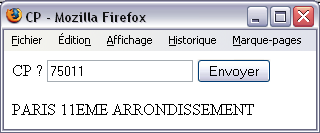 CP - Mozilla Firefox
Fichier Édition Affichage Historique Marque-pages
CP ? 75011 Envoyer
PARIS 11EME ARRONDISSEMENT